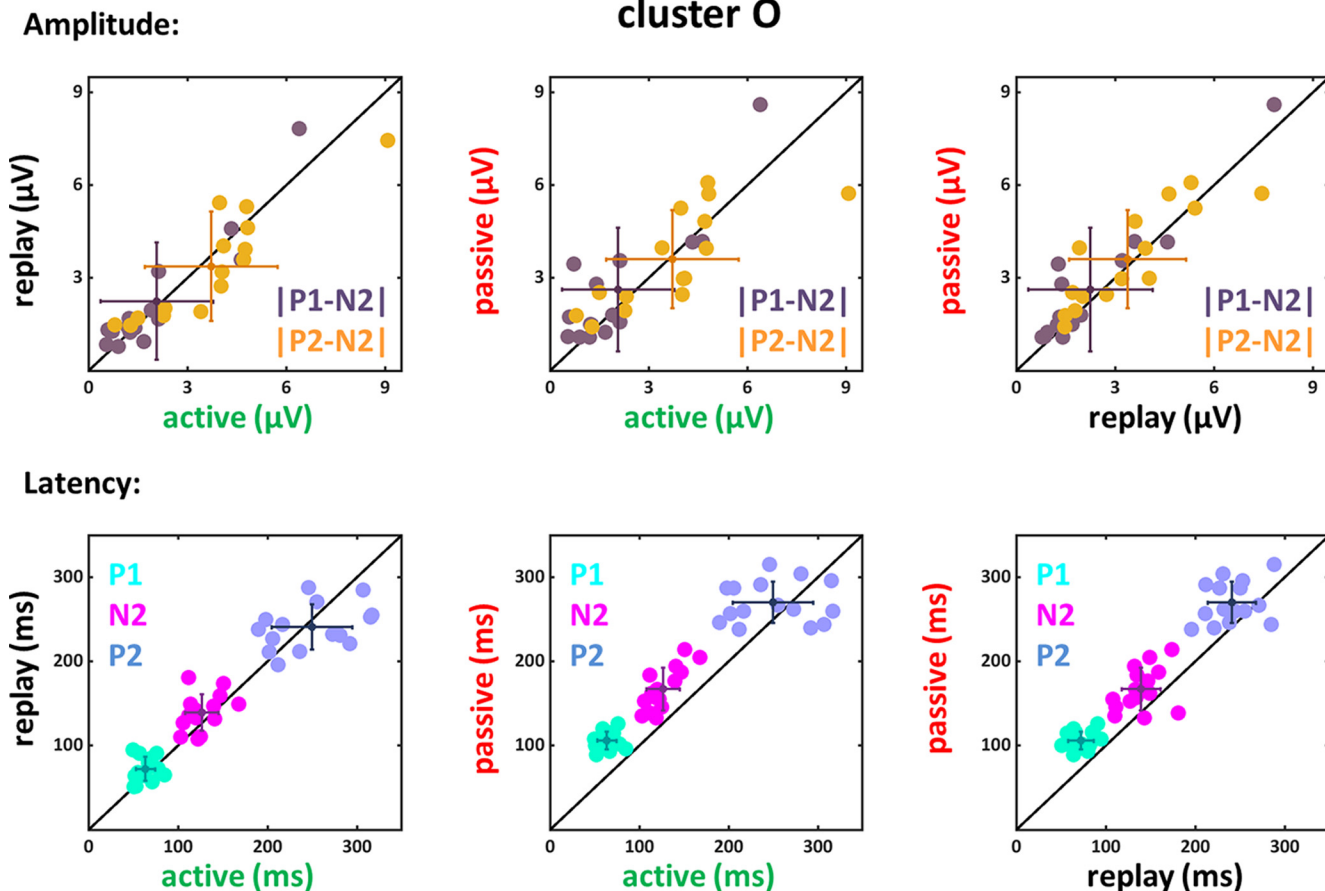 cluster O
Amplitude:
replay (µV)
9
6
3
0
3
6
9
|P1-N2|
|P2-N2|
active (µV)
passive (µV)
9
6
3
0
3
6
9
|P1-N2|
|P2-N2|
active (µV)
passive (µV)
9
6
3
0
3
6
9
|P1-N2|
|P2-N2|
replay (µV)
Latency:
replay (ms)
300
200
100
0
100
200
300
P1
N2
P2
active (ms)
passive (ms)
300
200
100
0
100
200
300
P1
N2
P2
active (ms)
passive (ms)
300
200
100
0
100
200
300
P1
N2
P2
replay (ms)